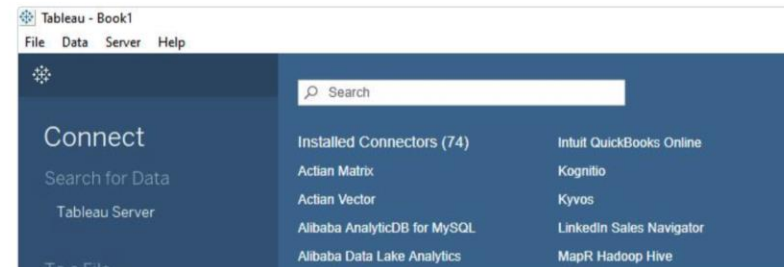 Tableau - Book1
File Data Server Help
Search
Connect
Search for Data
Tableau Server
To a File
Installed Connectors (74)
Actian Matrix
Actian Vector
Alibaba AnalyticDB for MySQL
Alibaba Data Lake Analytics
Intuit QuickBooks Online
Kognitio
Kyvos
LinkedIn Sales Navigator
MapR Hadoop Hive